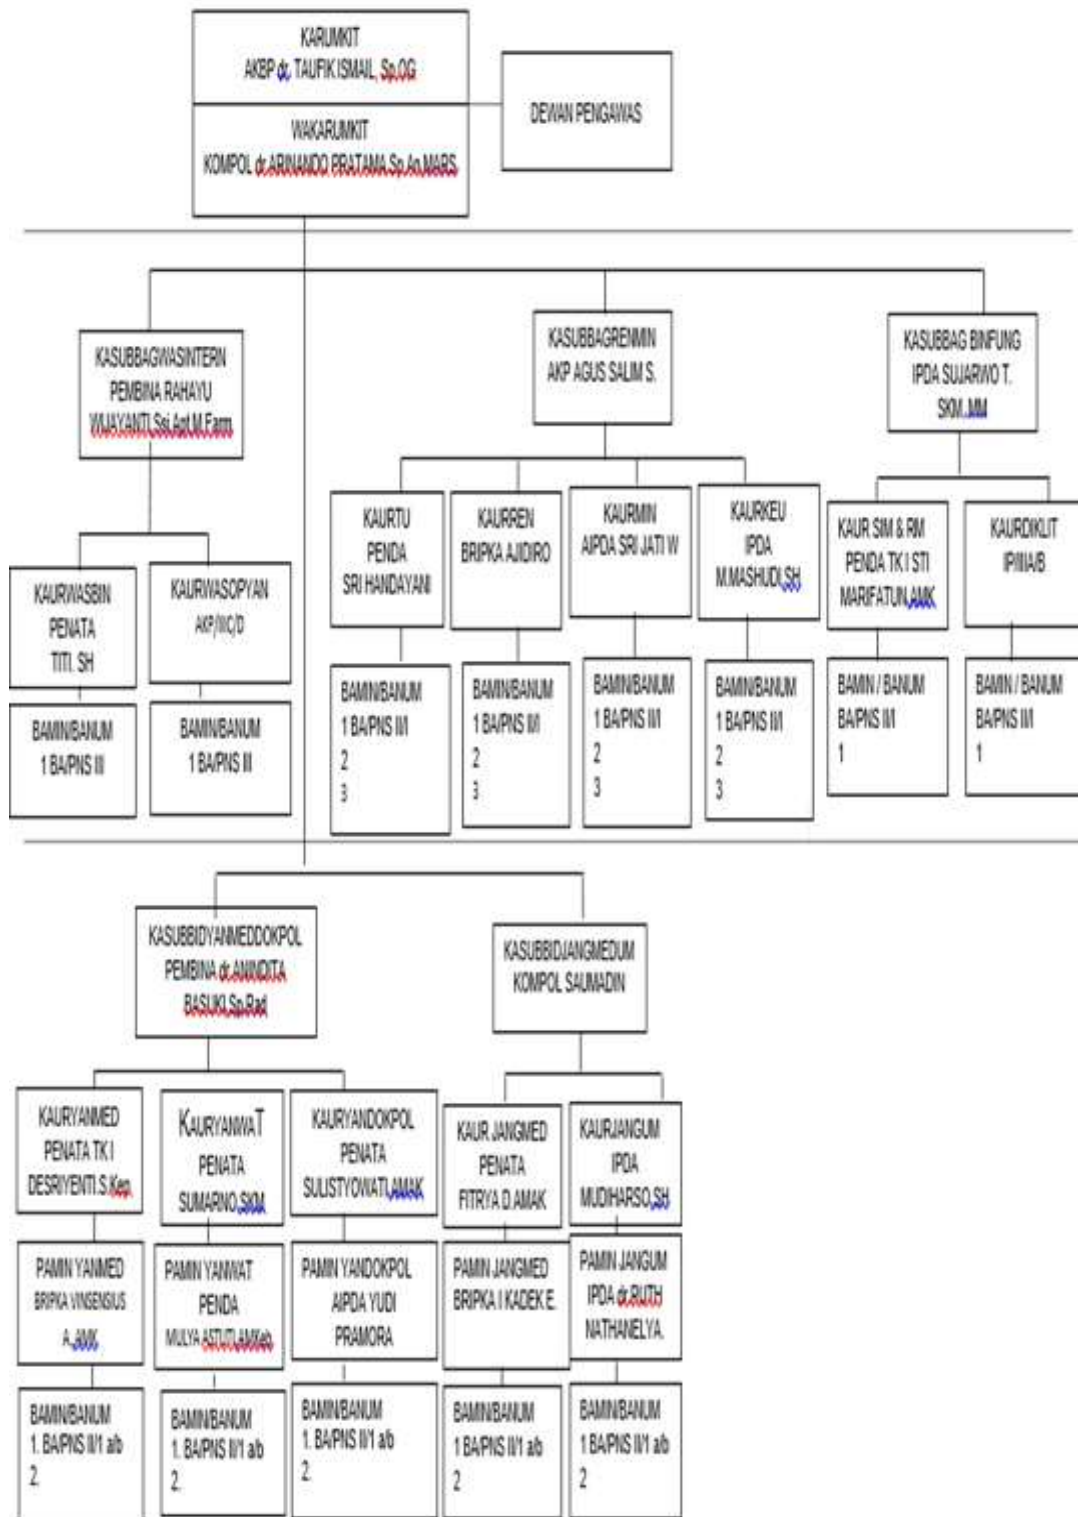 KARUMKIT
AKBP dr. TAUFIK ISMAIL, Sp.OG
DEWAN PENGAWAS
WAKARUMKIT
KOMPOL dr.ARINANDO PRATAMA.Sp.An.MARS
KASUBBAGWASINTERN
PEMBINA RAHAYU
WIJAYANTI.Ssi.Apt.M.Farm
KASUBBAGRENMIN
AKP AGUS SALIM S.
KASUBBAG BINFUNG
IPDA SUJARWO T.
SKM.,MM
KAURWASBIN
PENATA
TITI. SH
KAURWASOPYAN
AKP/IIIC/D
KAURTU
PENDA
SRI HANDAYANI
KAURREN
BRIPKA AJIDIRO
KAURMIN
AIPDA SRI JATI W
KAURKEU
IPDA
M.MASHUDI,SH
KAUR SIM & RM
PENDA TK I STI
MARIFATUN,AMK
KAURDIKLIT
IP/IIIA/B
BAMIN/BANUM
1 BA/PNS III
BAMIN/BANUM
1 BA/PNS III
BAMIN/BANUM
1 BA/PNS II/I
2
3
BAMIN/BANUM
1 BA/PNS II/I
2
3
BAMIN/BANUM
1 BA/PNS II/I
2
3
BAMIN/BANUM
1 BA/PNS II/I
2
3
BAMIN / BANUM
BA/PNS II/I
1
BAMIN / BANUM
BA/PNS II/I
1
KASUBBIDYANMEDDOKPOL
PEMBINA dr.ANINDITA
BASUKI,Sp.Rad
KASUBBIDJANGMEDUM
KOMPOL SAUMADIN
KAURYANMED
PENATA TK I
DESRIYENTI.S.Kep
KAURYANWAT
PENATA
SUMARNO.SKM
KAURYANDOKPOL
PENATA
SULISTYOWATI,AMAK
KAUR JANGMED
PENATA
FITRYA D.AMAK
KAURJANGUM
IPDA
MUDIHARSO,SH
PAMIN YANMED
BRIPKA VINSENSIUS
A.,AMK
PAMIN YANWAT
PENDA
MULYA ASTUTI,AMKeb
PAMIN YANDOKPOL
AIPDA YUDI
PRAMORA
PAMIN JANGMED
BRIPKA I KADEK E.
PAMIN JANGUM
IPDA dr.RUTH
NATHANELYA.
BAMIN/BANUM
1. BA/PNS II/1 a/b
2.
BAMIN/BANUM
1. BA/PNS II/1 a/b
2.
BAMIN/BANUM
1. BA/PNS II/1 a/b
2.
BAMIN/BANUM
1 BA/PNS II/1 a/b
2
BAMIN/BANUM
1 BA/PNS II/1 a/b
2